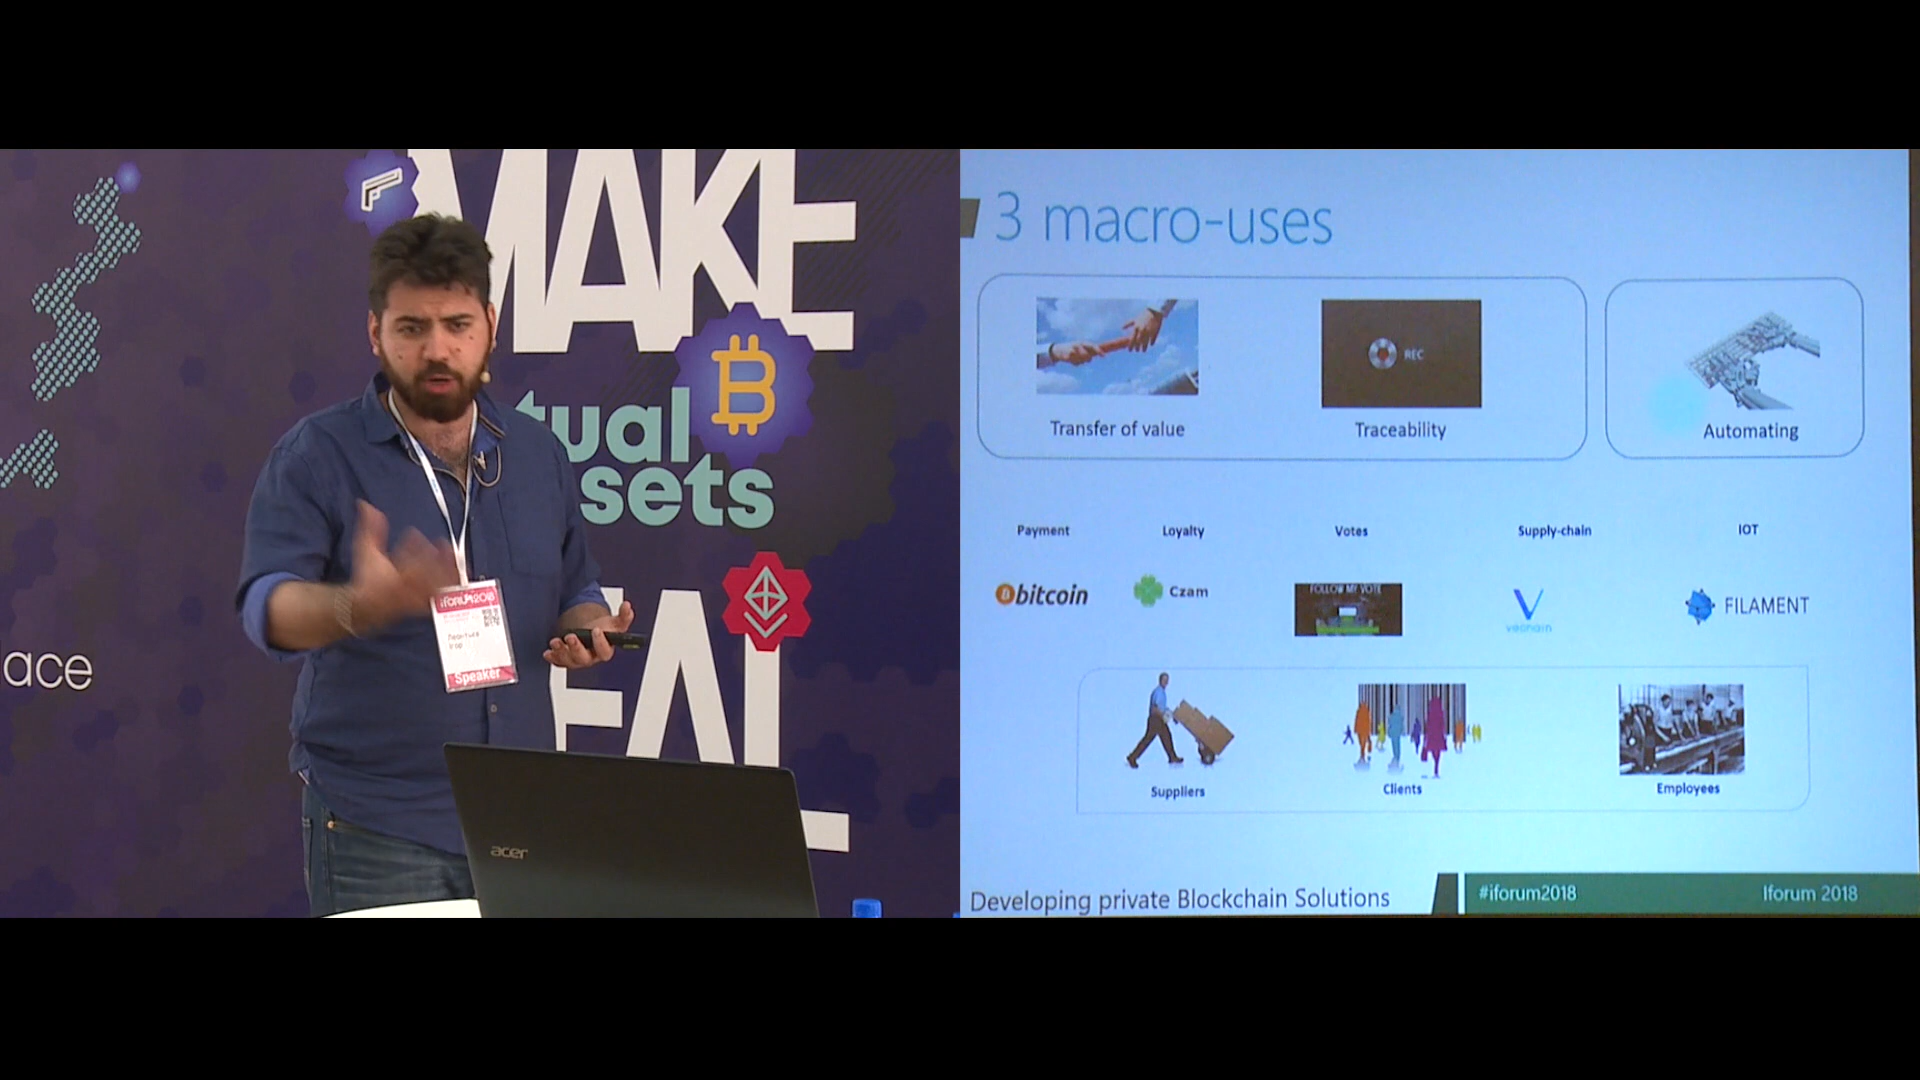 MAKE
tual
sets
EAL
ace
iFORUM2018
Speaker
acer
3 macro-uses
REC
Transfer of value
Traceability
Automating
Payment
Loyalty
Votes
Supply-chain
IOT
bitcoin
Czam
FOLLOW MY VOTE
vechain
FILAMENT
Suppliers
Clients
Employees
Developing private Blockchain Solutions
#iforum2018
Iforum 2018